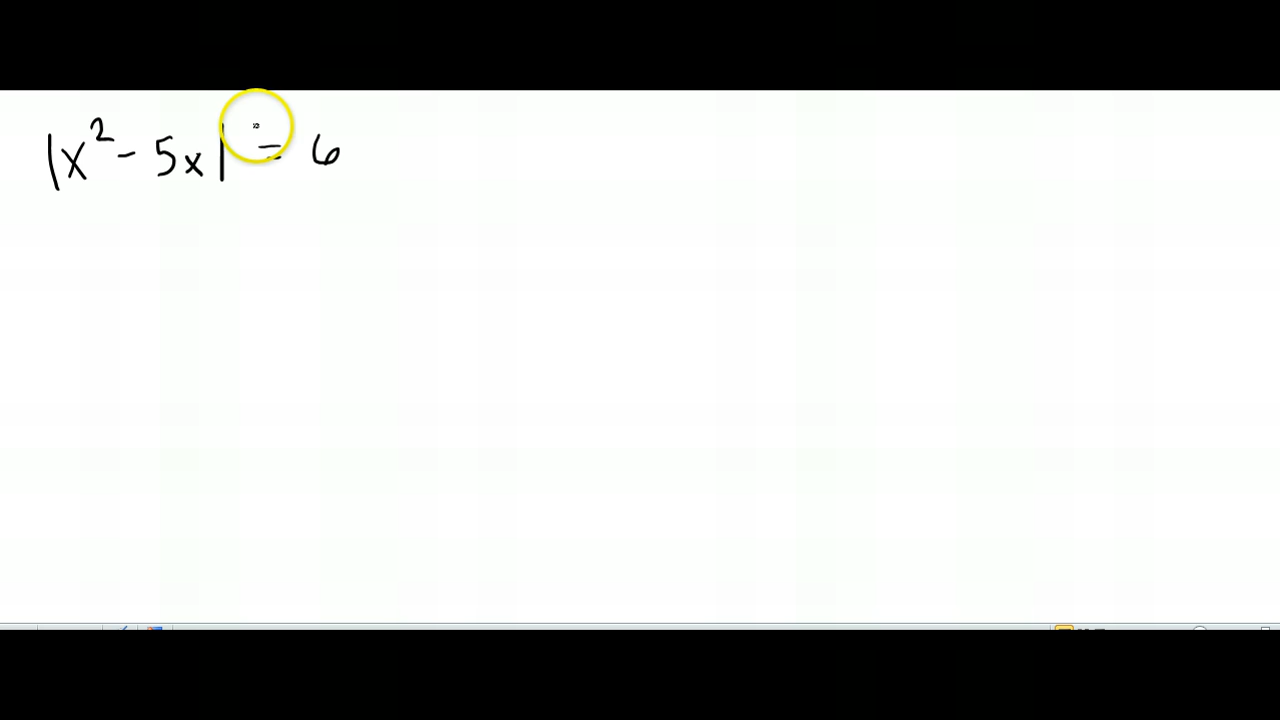 |x² - 5x| = 6